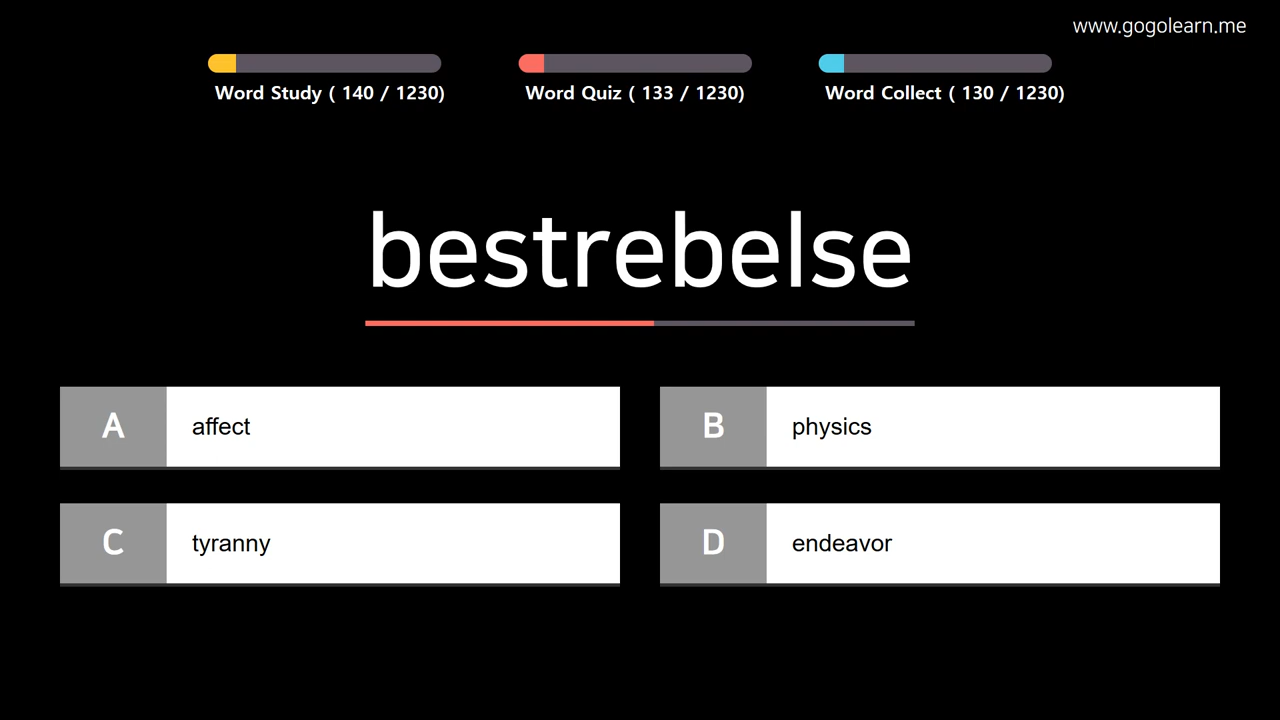 www.gogolearn.me
Word Study ( 140 / 1230)
Word Quiz ( 133 / 1230)
Word Collect ( 130 / 1230)
bestrebelse
A affect
B physics
C tyranny
D endeavor